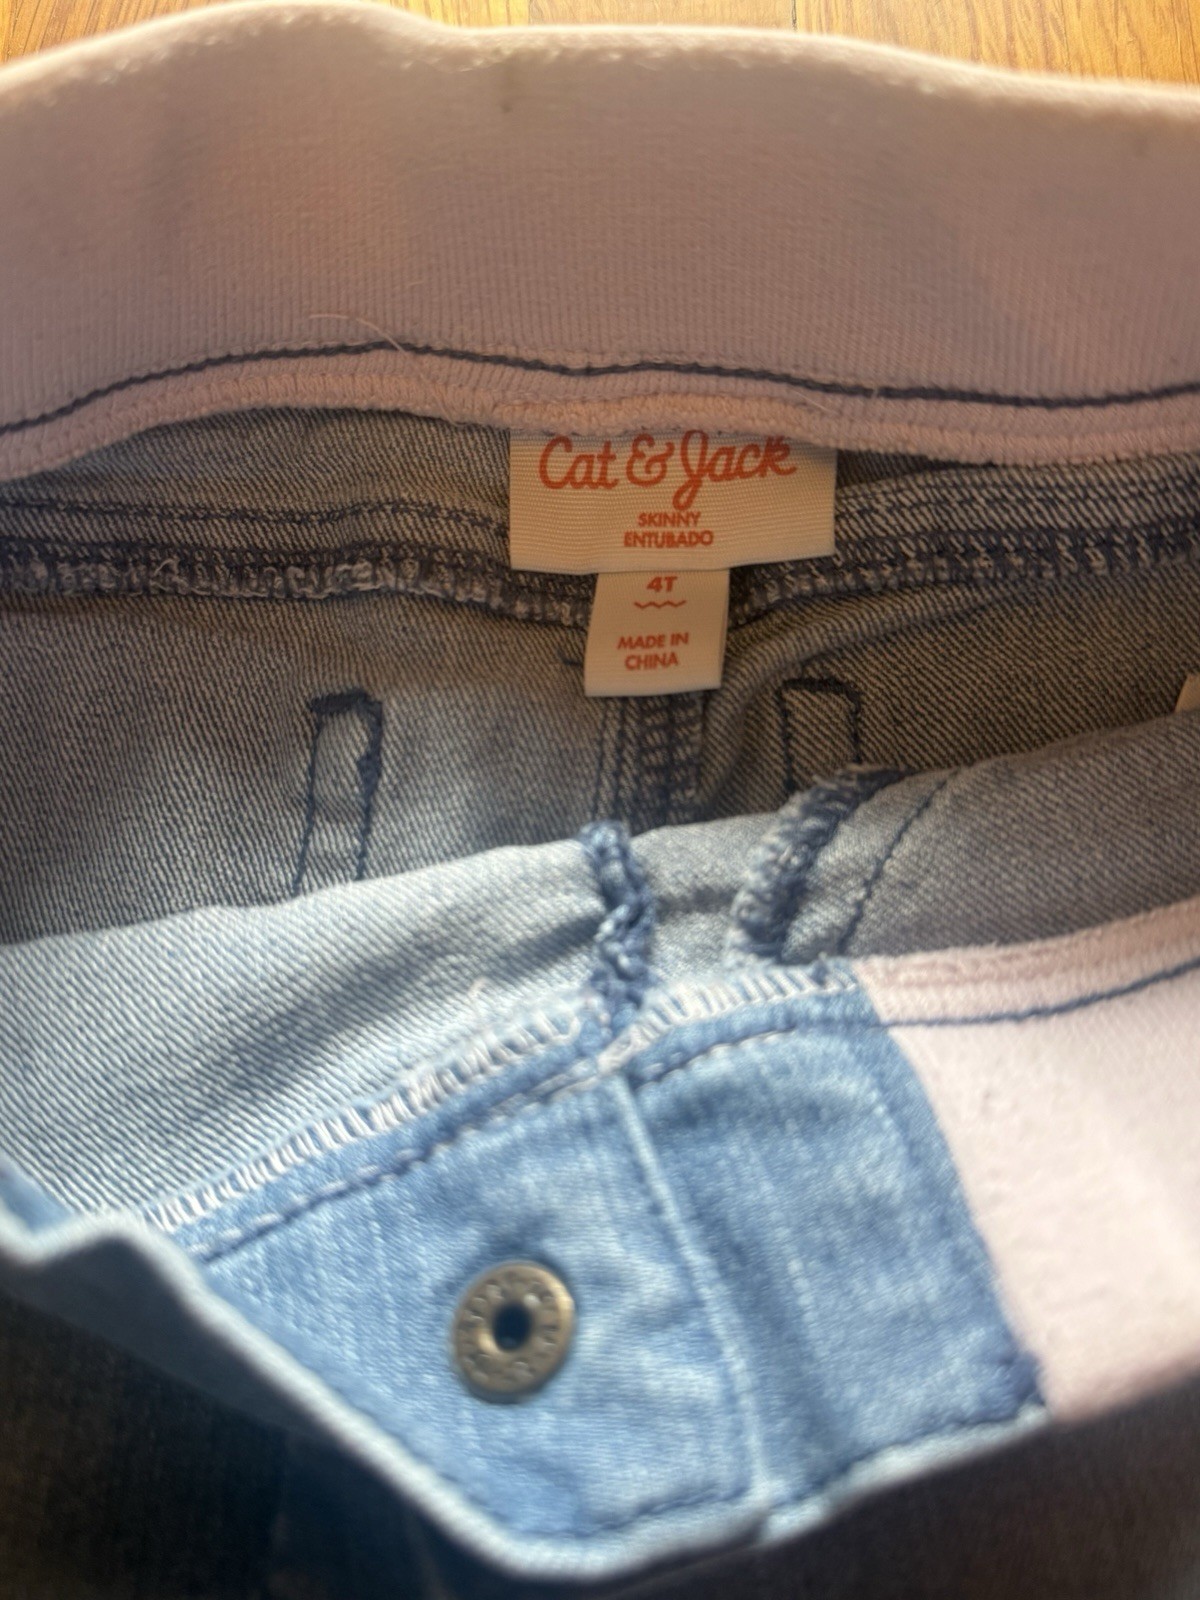 Cat & Jack
SKINNY
ENTUBADO
4T
MADE IN
CHINA